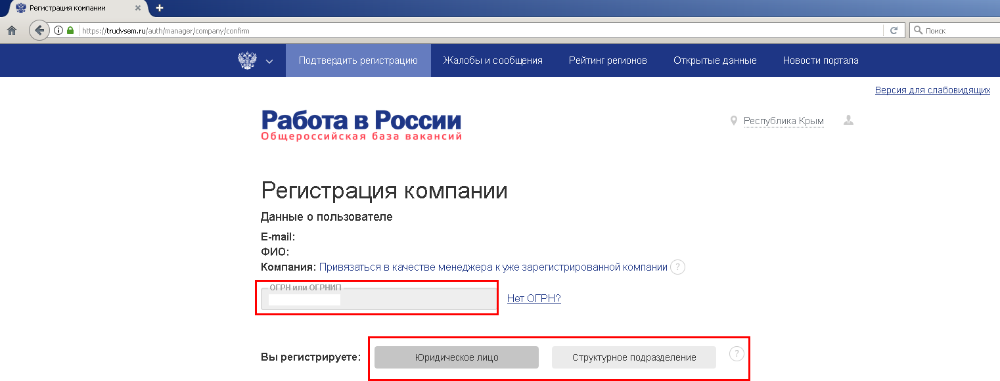 Регистрация компании
https://trudvsem.ru/auth/manager/company/confirm
Поиск
Подтвердить регистрацию Жалобы и сообщения Рейтинг регионов Открытые данные Новости портала
Версия для слабовидящих
Работа в России
Общероссийская база вакансий
Республика Крым
Регистрация компании
Данные о пользователе
E-mail:
ФИО:
Компания: Привязаться в качестве менеджера к уже зарегистрированной компании ?
ОГРН или ОГРНИП
Нет ОГРН?
Вы регистрируете: Юридическое лицо Структурное подразделение ?